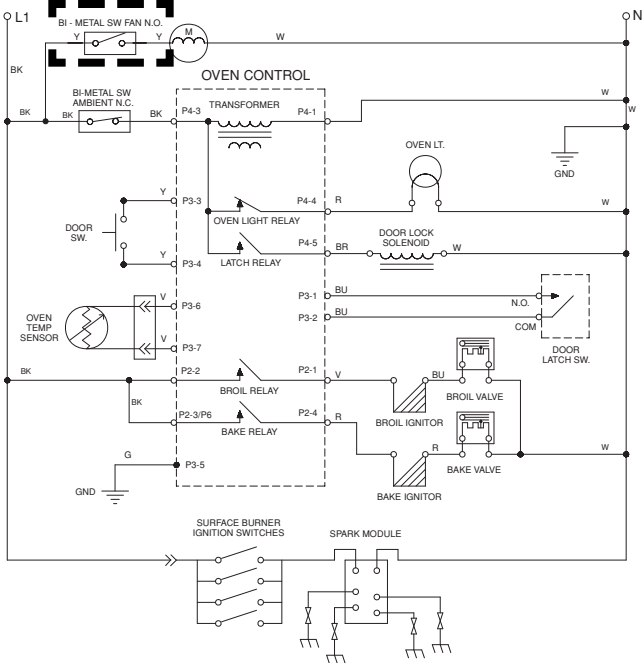 L1
N
BI - METAL SW FAN N.O.
Y
Y
M
W
BK
OVEN CONTROL
BI-METAL SW
AMBIENT N.C.
TRANSFORMER
W
W
BK
BK
BK
P4-3
P4-1
OVEN LT.
GND
Y
P3-3
P4-4
R
W
OVEN LIGHT RELAY
DOOR
SW.
DOOR LOCK
SOLENOID
P4-5
BR
W
Y
P3-4
LATCH RELAY
P3-1
BU
N.O.
V
P3-6
P3-2
BU
COM
OVEN
TEMP
SENSOR
V
P3-7
DOOR
LATCH SW.
BK
P2-2
P2-1
V
BU
BROIL RELAY
BROIL VALVE
BK
P2-3/P6
P2-4
R
BROIL IGNITOR
BAKE RELAY
R
W
G
P3-5
BAKE VALVE
GND
BAKE IGNITOR
SURFACE BURNER
IGNITION SWITCHES
SPARK MODULE